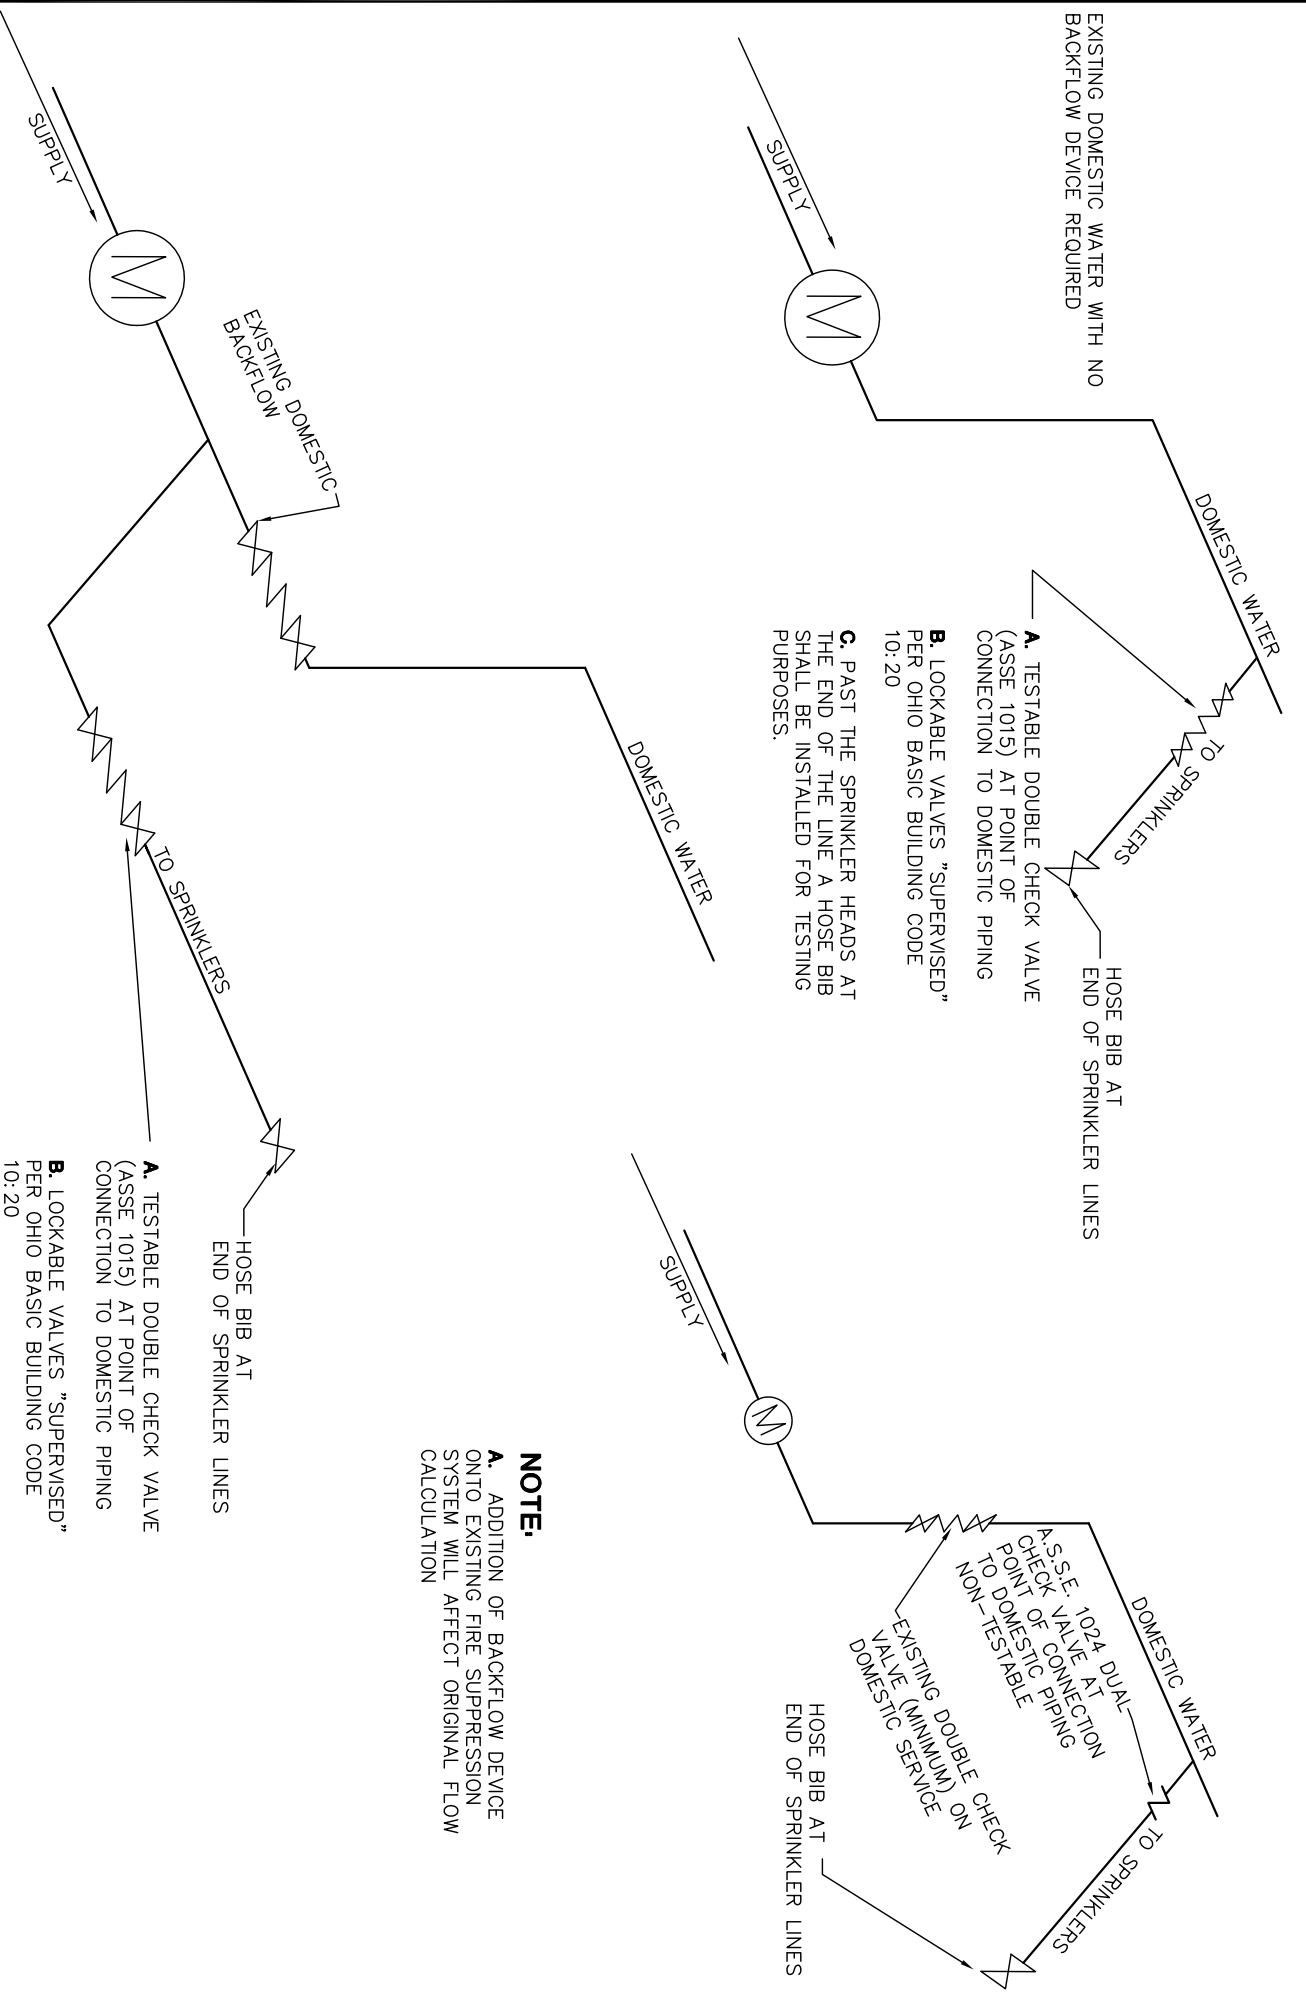 EXISTING DOMESTIC WATER WITH NO
BACKFLOW DEVICE REQUIRED
SUPPLY
M
DOMESTIC WATER
TO SPRINKLERS
HOSE BIB AT
END OF SPRINKLER LINES
A. TESTABLE DOUBLE CHECK VALVE
(ASSE 1015) AT POINT OF
CONNECTION TO DOMESTIC PIPING
B. LOCKABLE VALVES "SUPERVISED"
PER OHIO BASIC BUILDING CODE
10:20
C. PAST THE SPRINKLER HEADS AT
THE END OF THE LINE A HOSE BIB
SHALL BE INSTALLED FOR TESTING
PURPOSES.
SUPPLY
M
DOMESTIC WATER
A.S.S.E. 1024 DUAL
CHECK VALVE AT
POINT OF CONNECTION
TO DOMESTIC PIPING
NON-TESTABLE
TO SPRINKLERS
EXISTING DOUBLE CHECK
VALVE (MINIMUM) ON
DOMESTIC SERVICE
HOSE BIB AT
END OF SPRINKLER LINES
SUPPLY
M
EXISTING DOMESTIC
BACKFLOW
DOMESTIC WATER
TO SPRINKLERS
HOSE BIB AT
END OF SPRINKLER LINES
A. TESTABLE DOUBLE CHECK VALVE
(ASSE 1015) AT POINT OF
CONNECTION TO DOMESTIC PIPING
B. LOCKABLE VALVES "SUPERVISED"
PER OHIO BASIC BUILDING CODE
10:20
NOTE:
A. ADDITION OF BACKFLOW DEVICE
ONTO EXISTING FIRE SUPPRESSION
SYSTEM WILL AFFECT ORIGINAL FLOW
CALCULATION